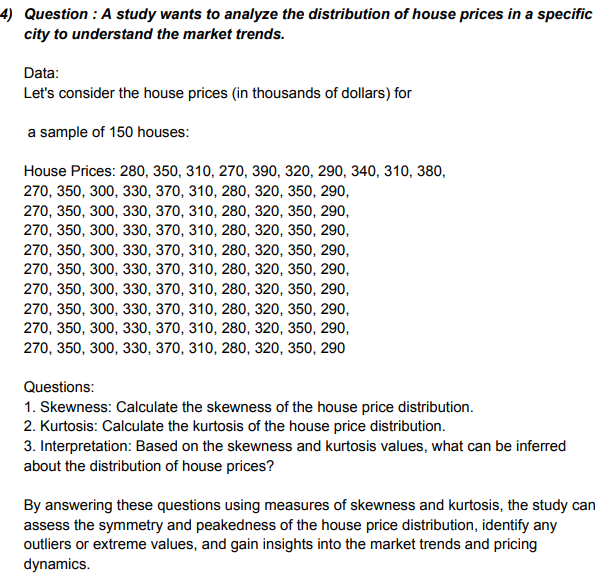 4) Question : A study wants to analyze the distribution of house prices in a specific
city to understand the market trends.
Data:
Let's consider the house prices (in thousands of dollars) for
a sample of 150 houses:
House Prices: 280, 350, 310, 270, 390, 320, 290, 340, 310, 380,
270, 350, 300, 330, 370, 310, 280, 320, 350, 290,
270, 350, 300, 330, 370, 310, 280, 320, 350, 290,
270, 350, 300, 330, 370, 310, 280, 320, 350, 290,
270, 350, 300, 330, 370, 310, 280, 320, 350, 290,
270, 350, 300, 330, 370, 310, 280, 320, 350, 290,
270, 350, 300, 330, 370, 310, 280, 320, 350, 290,
270, 350, 300, 330, 370, 310, 280, 320, 350, 290,
270, 350, 300, 330, 370, 310, 280, 320, 350, 290,
270, 350, 300, 330, 370, 310, 280, 320, 350, 290
Questions:
1. Skewness: Calculate the skewness of the house price distribution.
2. Kurtosis: Calculate the kurtosis of the house price distribution.
3. Interpretation: Based on the skewness and kurtosis values, what can be inferred
about the distribution of house prices?
By answering these questions using measures of skewness and kurtosis, the study can
assess the symmetry and peakedness of the house price distribution, identify any
outliers or extreme values, and gain insights into the market trends and pricing
dynamics.